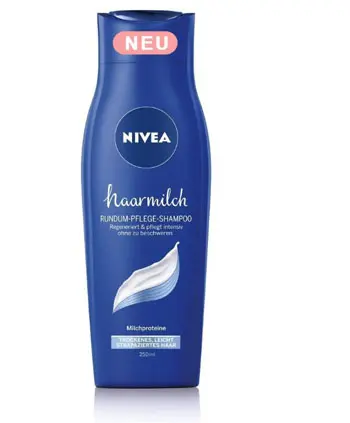 NEU
NIVEA
haarmilch
RUNDUM-PFLEGE-SHAMPOO
Regeneriert & pflegt intensiv
ohne zu beschweren
Milchproteine
TROCKENES, LEICHT
STRAPAZIERTES HAAR
250ml